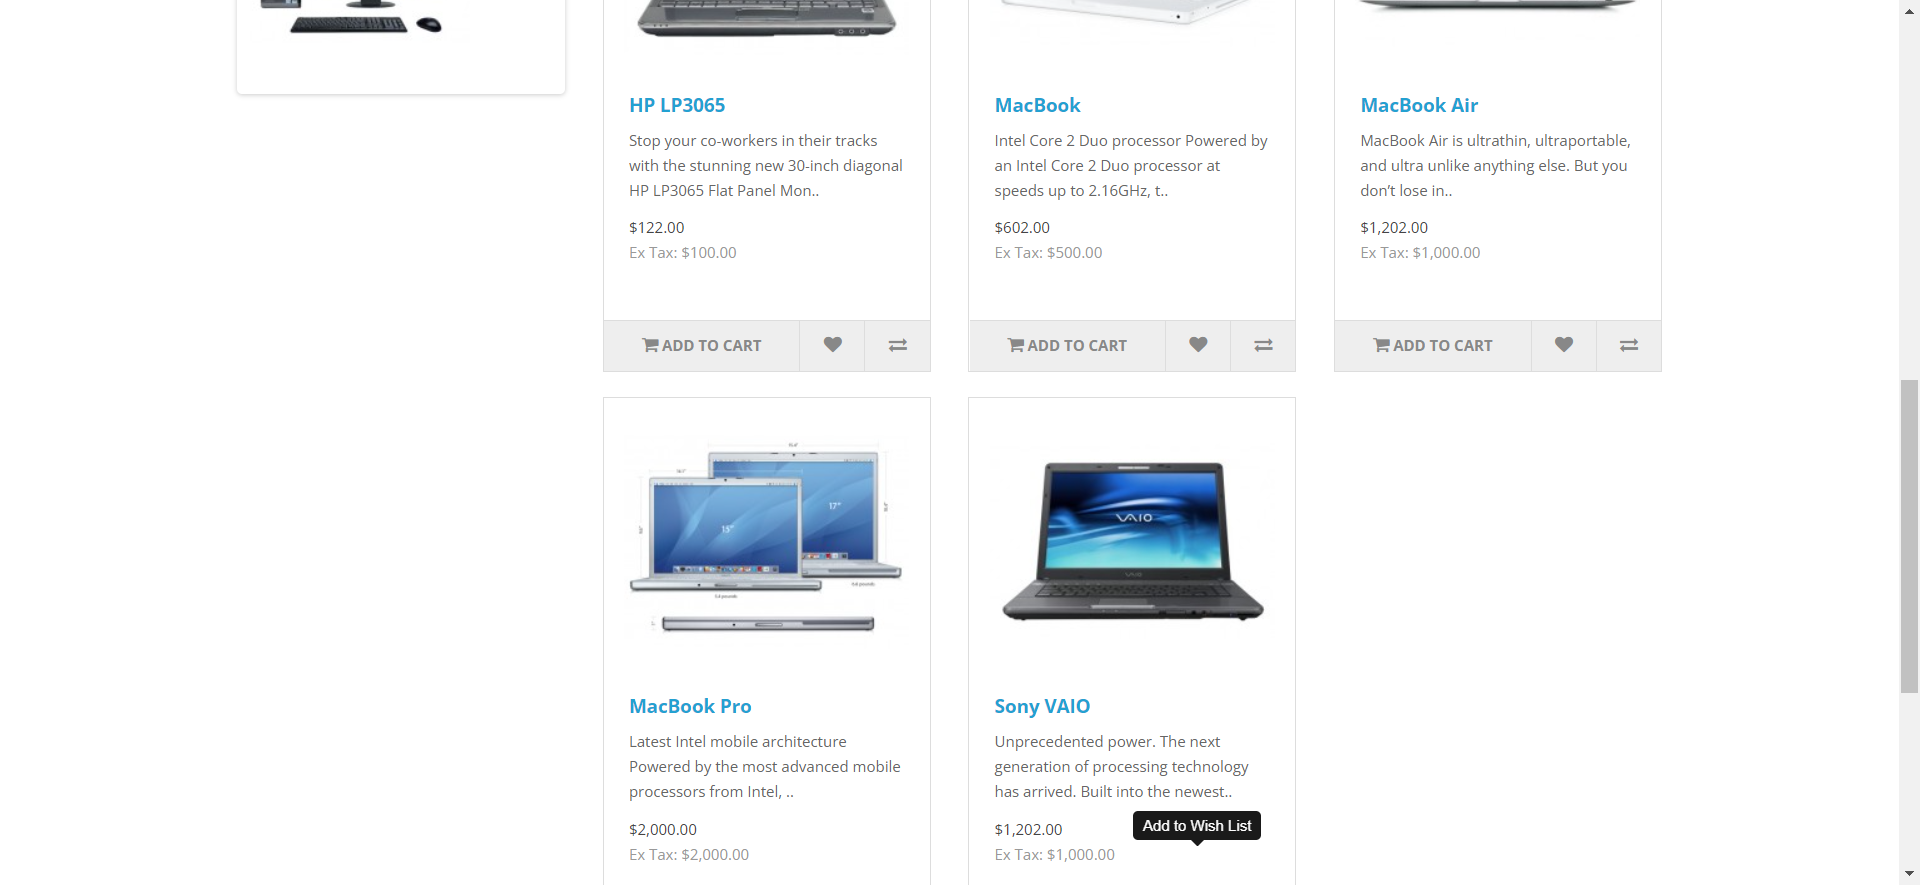 HP LP3065
Stop your co-workers in their tracks
with the stunning new 30-inch diagonal
HP LP3065 Flat Panel Mon..
$122.00
Ex Tax: $100.00
ADD TO CART
MacBook
Intel Core 2 Duo processor Powered by
an Intel Core 2 Duo processor at
speeds up to 2.16GHz, t..
$602.00
Ex Tax: $500.00
ADD TO CART
MacBook Air
MacBook Air is ultrathin, ultraportable,
and ultra unlike anything else. But you
don’t lose in..
$1,202.00
Ex Tax: $1,000.00
ADD TO CART
15"
17"
MacBook Pro
Latest Intel mobile architecture
Powered by the most advanced mobile
processors from Intel, ..
$2,000.00
Ex Tax: $2,000.00
VAIO
Sony VAIO
Unprecedented power. The next
generation of processing technology
has arrived. Built into the newest..
$1,202.00
Ex Tax: $1,000.00
Add to Wish List